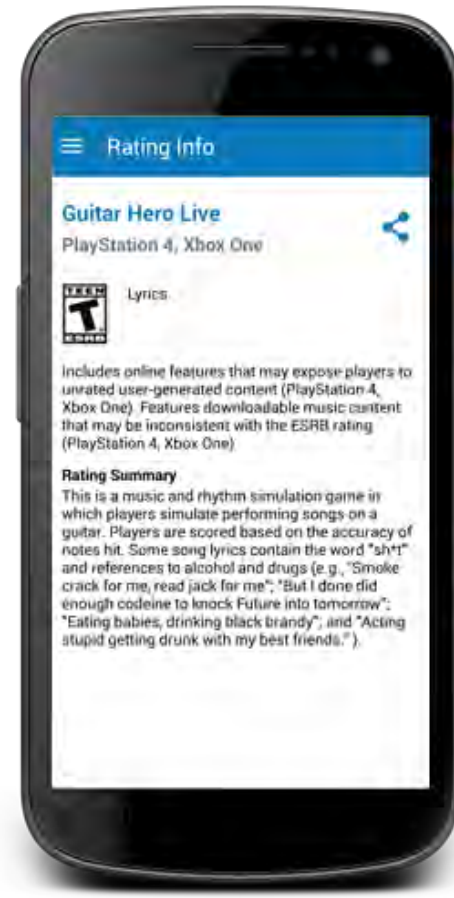 Rating Info
Guitar Hero Live
PlayStation 4, Xbox One
TEEN
T
ESRB
Lyrics
Includes online features that may expose players to
unrated user-generated content (PlayStation 4,
Xbox One). Features downloadable music content
that may be inconsistent with the ESRB rating
(PlayStation 4, Xbox One)
Rating Summary
This is a music and rhythm simulation game in
which players simulate performing songs on a
guitar. Players are scored based on the accuracy of
notes hit. Some song lyrics contain the word "sh*t"
and references to alcohol and drugs (e.g., "Smoke
crack for me, read jack for me"; "But I done did
enough codeine to knock Future into tomorrow";
"Eating babies, drinking black brandy"; and "Acting
stupid getting drunk with my best friends." ).